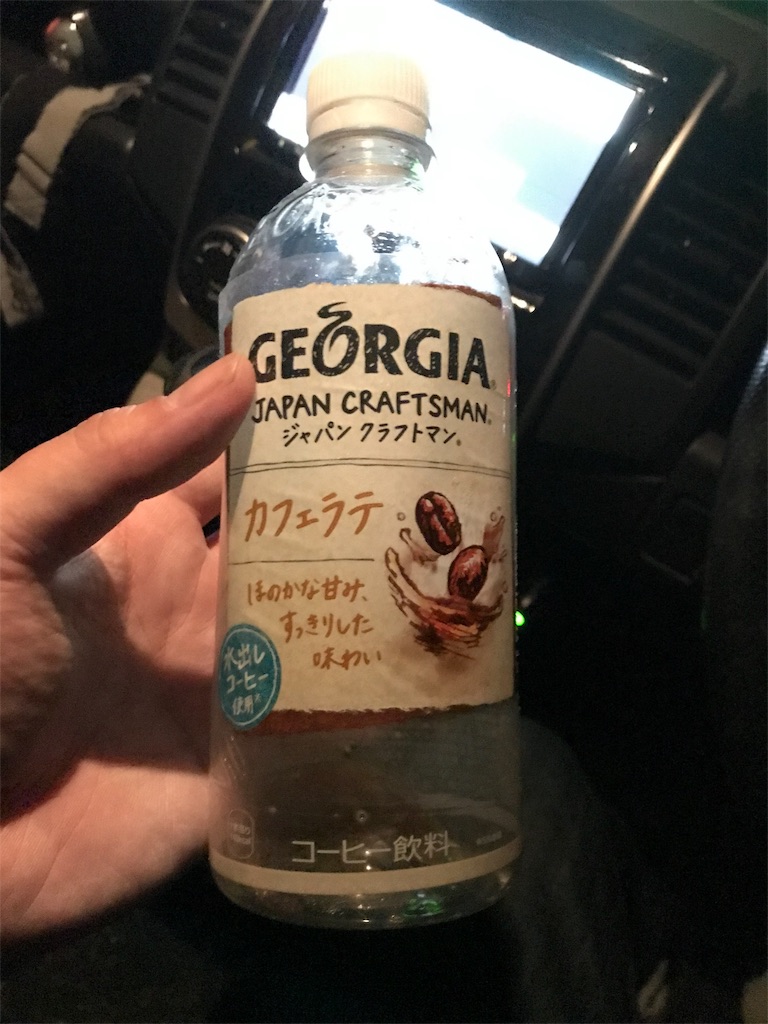 GEORGIA
JAPAN CRAFTSMAN®
ジャパン クラフトマン®
カフェラテ
ほのかな甘み、
すっきりした
味わい
水出し
コーヒー
使用*
コーヒー飲料